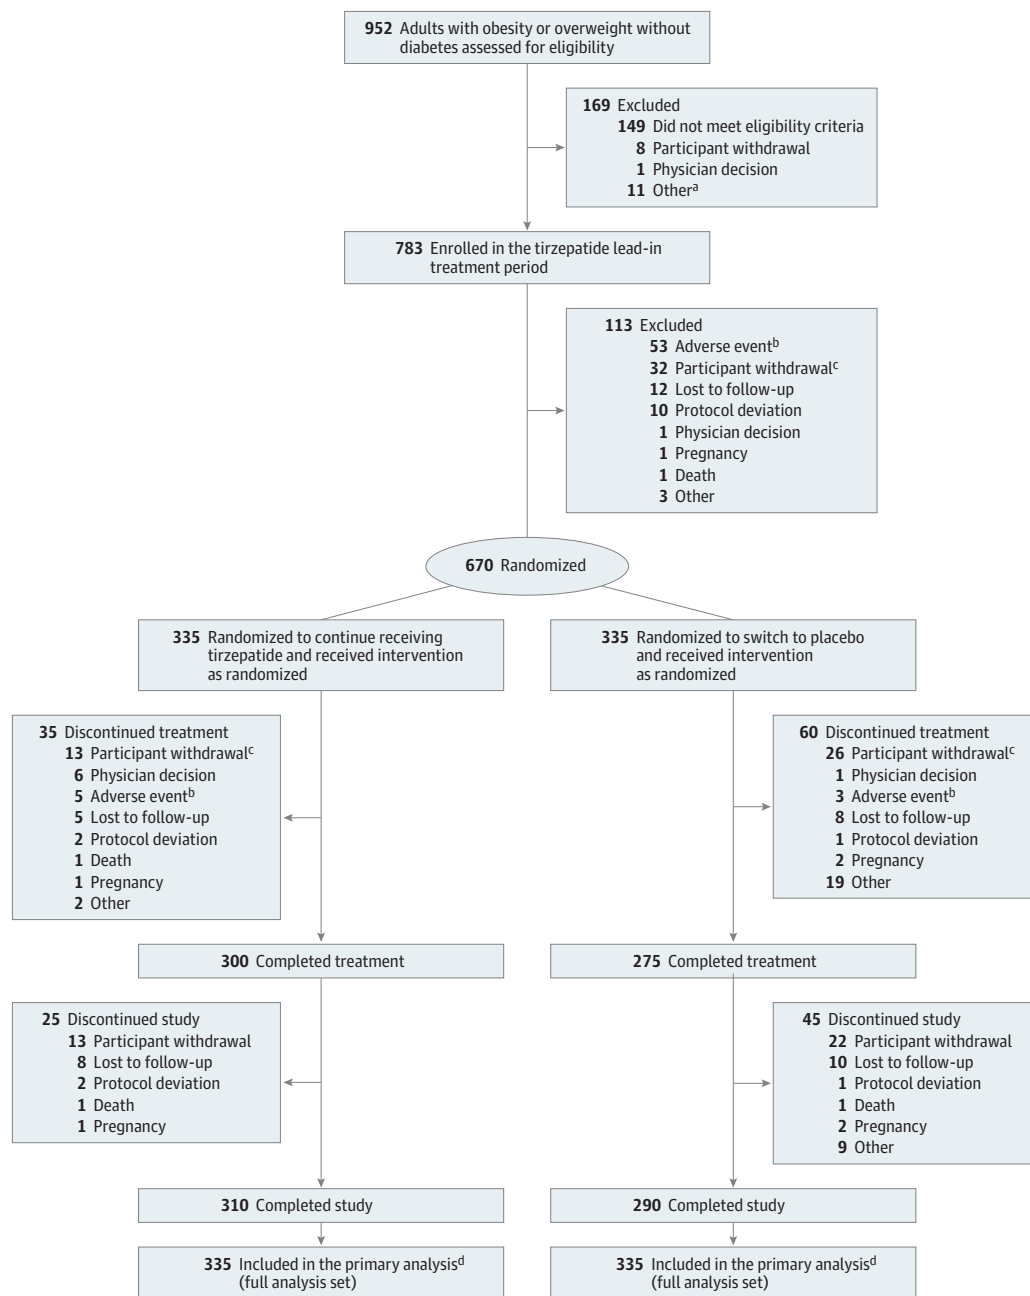 952 Adults with obesity or overweight without
diabetes assessed for eligibility
169 Excluded
149 Did not meet eligibility criteria
8 Participant withdrawal
1 Physician decision
11 Otherᵃ
783 Enrolled in the tirzepatide lead-in
treatment period
113 Excluded
53 Adverse eventᵇ
32 Participant withdrawalᶜ
12 Lost to follow-up
10 Protocol deviation
1 Physician decision
1 Pregnancy
1 Death
3 Other
670 Randomized
335 Randomized to continue receiving
tirzepatide and received intervention
as randomized
335 Randomized to switch to placebo
and received intervention
as randomized
35 Discontinued treatment
13 Participant withdrawalᶜ
6 Physician decision
5 Adverse eventᵇ
5 Lost to follow-up
2 Protocol deviation
1 Death
1 Pregnancy
2 Other
60 Discontinued treatment
26 Participant withdrawalᶜ
1 Physician decision
3 Adverse eventᵇ
8 Lost to follow-up
1 Protocol deviation
2 Pregnancy
19 Other
300 Completed treatment
275 Completed treatment
25 Discontinued study
13 Participant withdrawal
8 Lost to follow-up
2 Protocol deviation
1 Death
1 Pregnancy
45 Discontinued study
22 Participant withdrawal
10 Lost to follow-up
1 Protocol deviation
1 Death
2 Pregnancy
9 Other
310 Completed study
290 Completed study
335 Included in the primary analysisᵈ
(full analysis set)
335 Included in the primary analysisᵈ
(full analysis set)